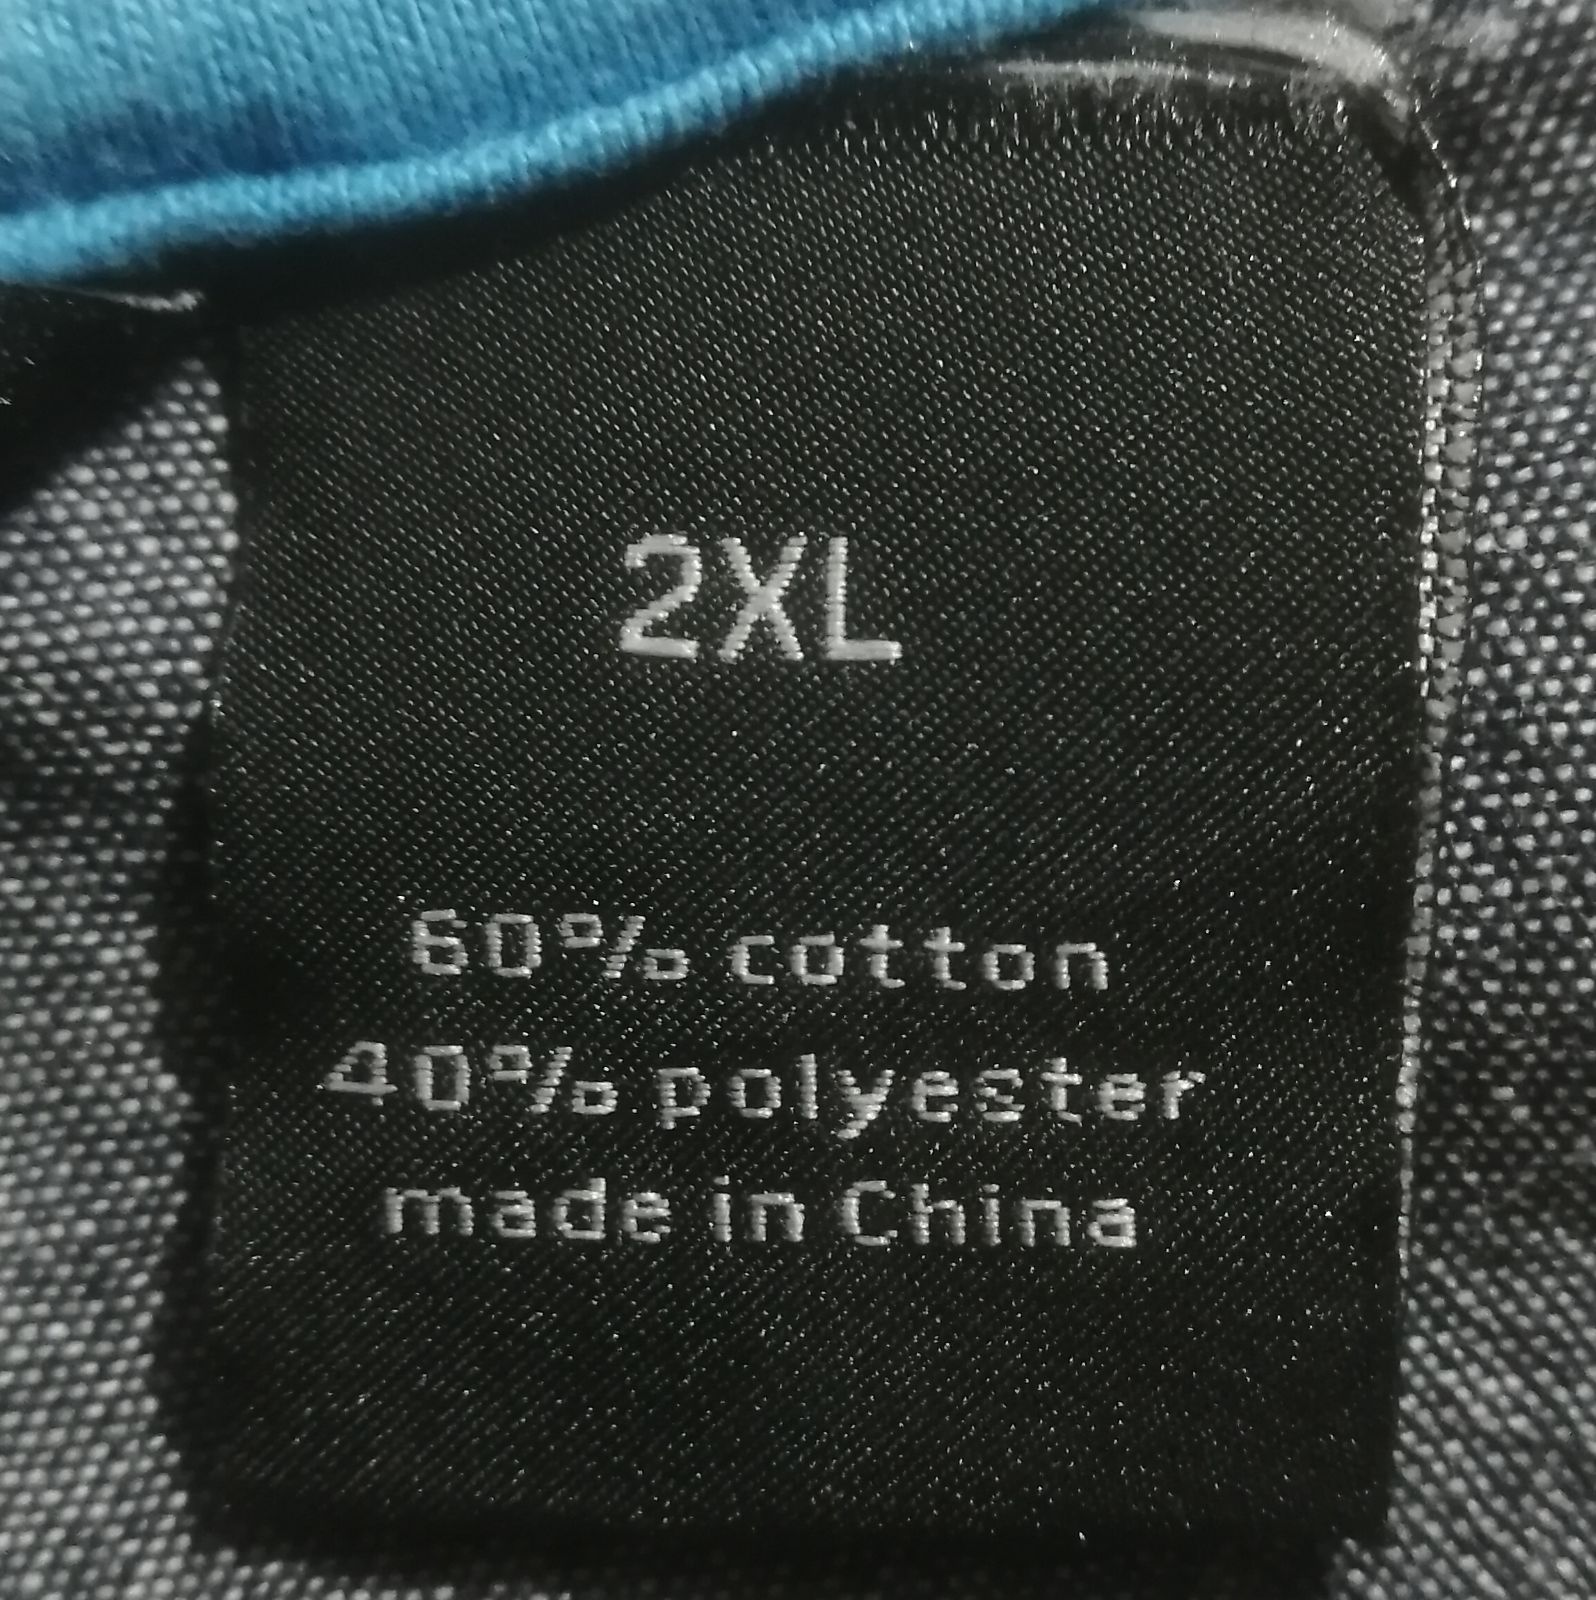 2XL
60% cotton
40% polyester
made in China